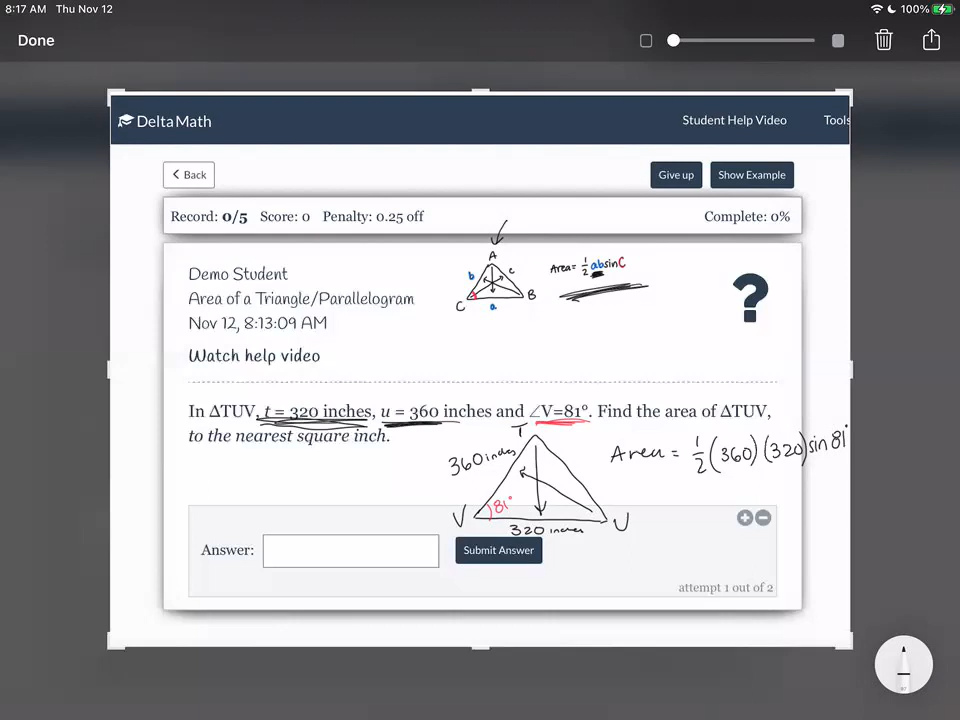 8:17 AM Thu Nov 12
100%
Done
DeltaMath
Student Help Video
Tools
Back
Give up
Show Example
Record: 0/5 Score: 0 Penalty: 0.25 off
Complete: 0%
A
b
c
C
B
a
Area = 1/2 ab sin C
Demo Student
Area of a Triangle/Parallelogram
Nov 12, 8:13:09 AM
?
Watch help video
In ΔTUV, t = 320 inches, u = 360 inches and ∠V=81°. Find the area of ΔTUV,
to the nearest square inch.
T
360 inches
Area = 1/2 (360)(320) sin 81°
81°
V
U
320 inches
Answer:
Submit Answer
attempt 1 out of 2
97